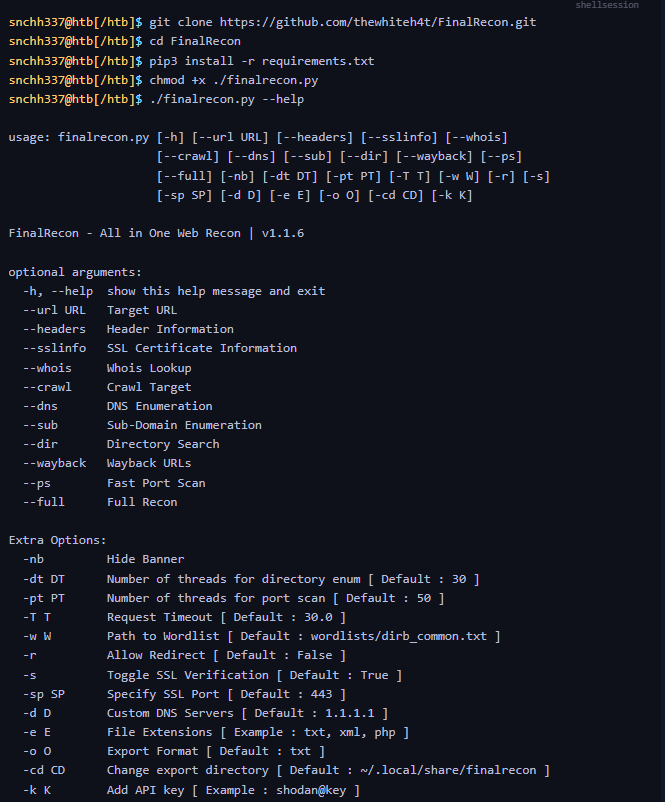 shellsession
snchh337@htb[/htb]$ git clone https://github.com/thewhiteh4t/FinalRecon.git
snchh337@htb[/htb]$ cd FinalRecon
snchh337@htb[/htb]$ pip3 install -r requirements.txt
snchh337@htb[/htb]$ chmod +x ./finalrecon.py
snchh337@htb[/htb]$ ./finalrecon.py --help
usage: finalrecon.py [-h] [--url URL] [--headers] [--sslinfo] [--whois]
[--crawl] [--dns] [--sub] [--dir] [--wayback] [--ps]
[--full] [-nb] [-dt DT] [-pt PT] [-T T] [-w W] [-r] [-s]
[-sp SP] [-d D] [-e E] [-o O] [-cd CD] [-k K]
FinalRecon - All in One Web Recon | v1.1.6
optional arguments:
-h, --help show this help message and exit
--url URL Target URL
--headers Header Information
--sslinfo SSL Certificate Information
--whois Whois Lookup
--crawl Crawl Target
--dns DNS Enumeration
--sub Sub-Domain Enumeration
--dir Directory Search
--wayback Wayback URLs
--ps Fast Port Scan
--full Full Recon
Extra Options:
-nb Hide Banner
-dt DT Number of threads for directory enum [ Default : 30 ]
-pt PT Number of threads for port scan [ Default : 50 ]
-T T Request Timeout [ Default : 30.0 ]
-w W Path to Wordlist [ Default : wordlists/dirb_common.txt ]
-r Allow Redirect [ Default : False ]
-s Toggle SSL Verification [ Default : True ]
-sp SP Specify SSL Port [ Default : 443 ]
-d D Custom DNS Servers [ Default : 1.1.1.1 ]
-e E File Extensions [ Example : txt, xml, php ]
-o O Export Format [ Default : txt ]
-cd CD Change export directory [ Default : ~/.local/share/finalrecon ]
-k K Add API key [ Example : shodan@key ]